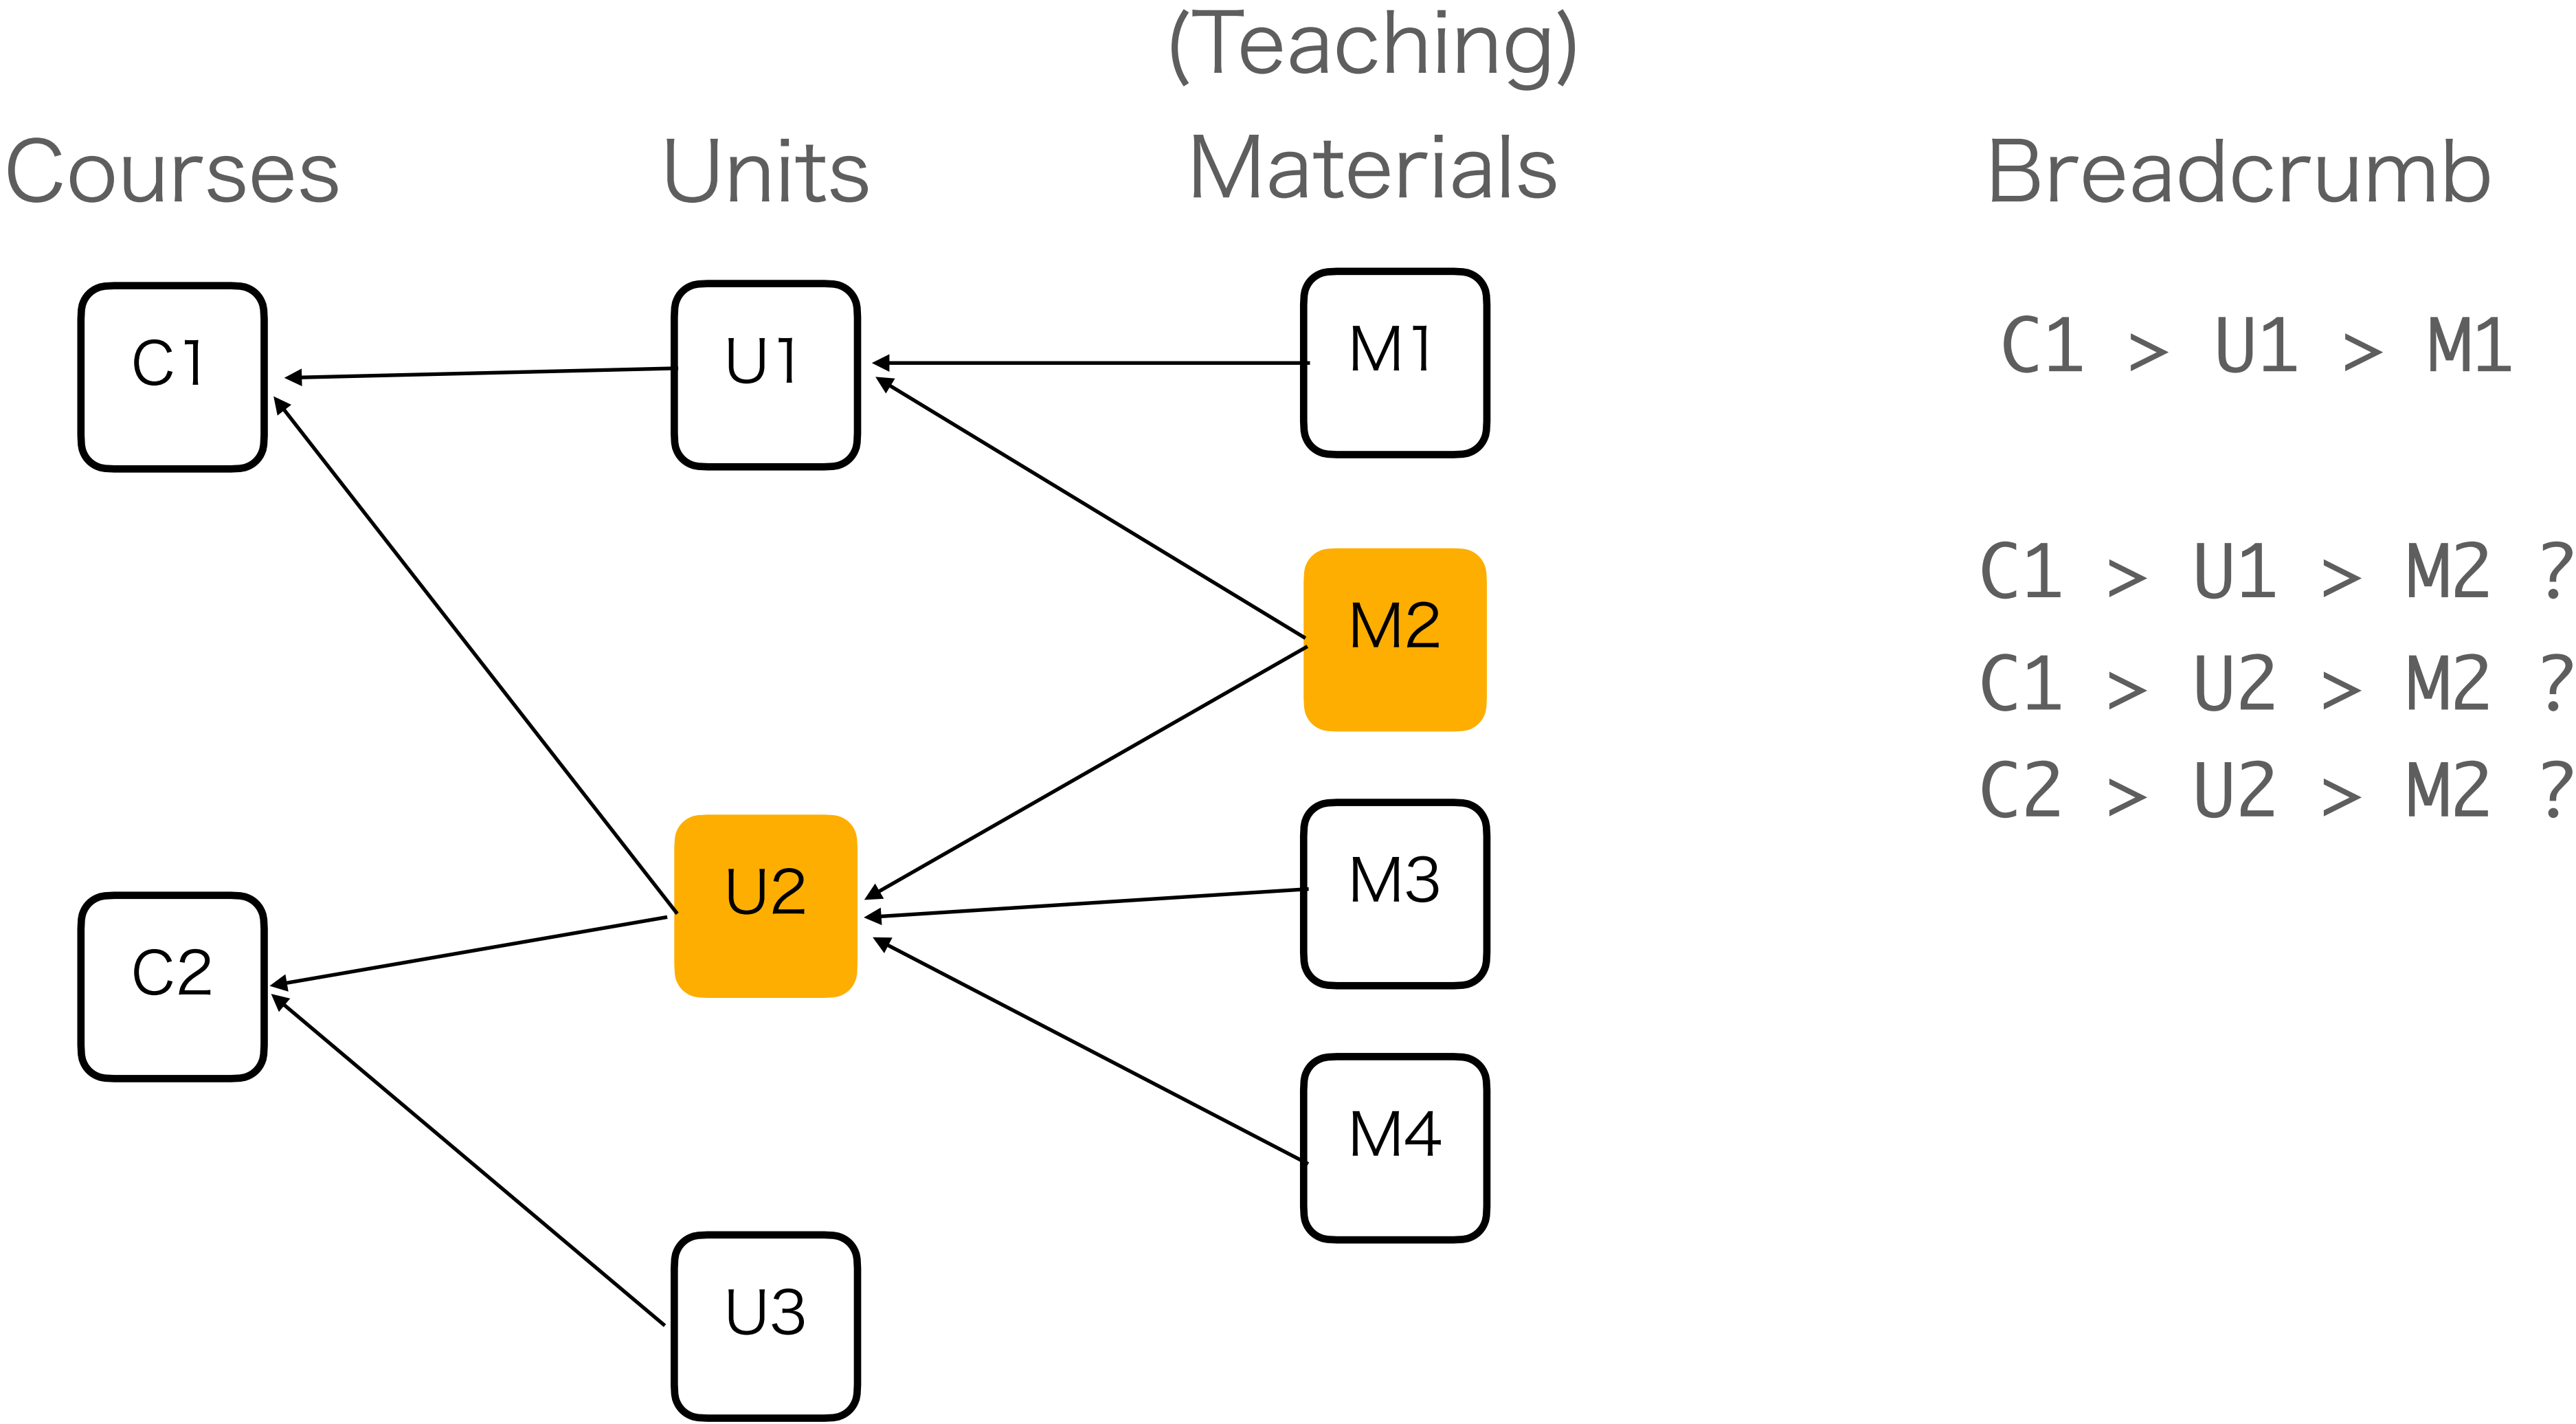 (Teaching)
Courses Units Materials Breadcrumb
C1 U1 M1 C1 > U1 > M1
M2 C1 > U1 > M2 ?
C1 > U2 > M2 ?
C2 > U2 > M2 ?
U2 M3
C2
M4
U3